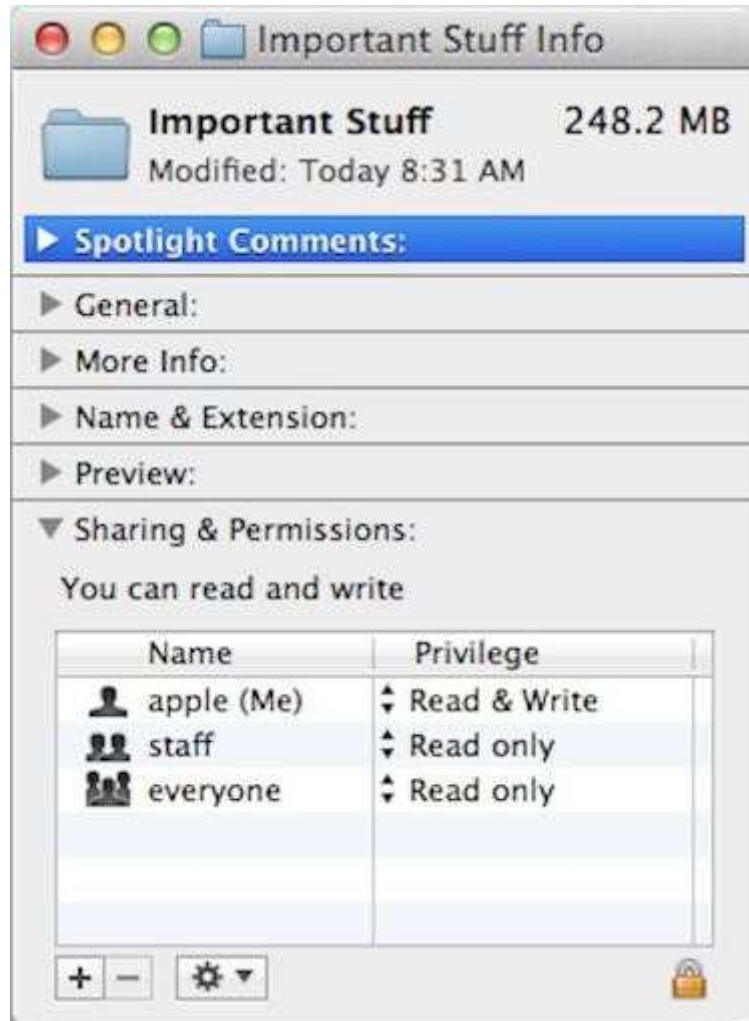 Important Stuff Info
Important Stuff 248.2 MB
Modified: Today 8:31 AM
Spotlight Comments:
General:
More Info:
Name & Extension:
Preview:
Sharing & Permissions:
You can read and write
Name Privilege
apple (Me) Read & Write
staff Read only
everyone Read only